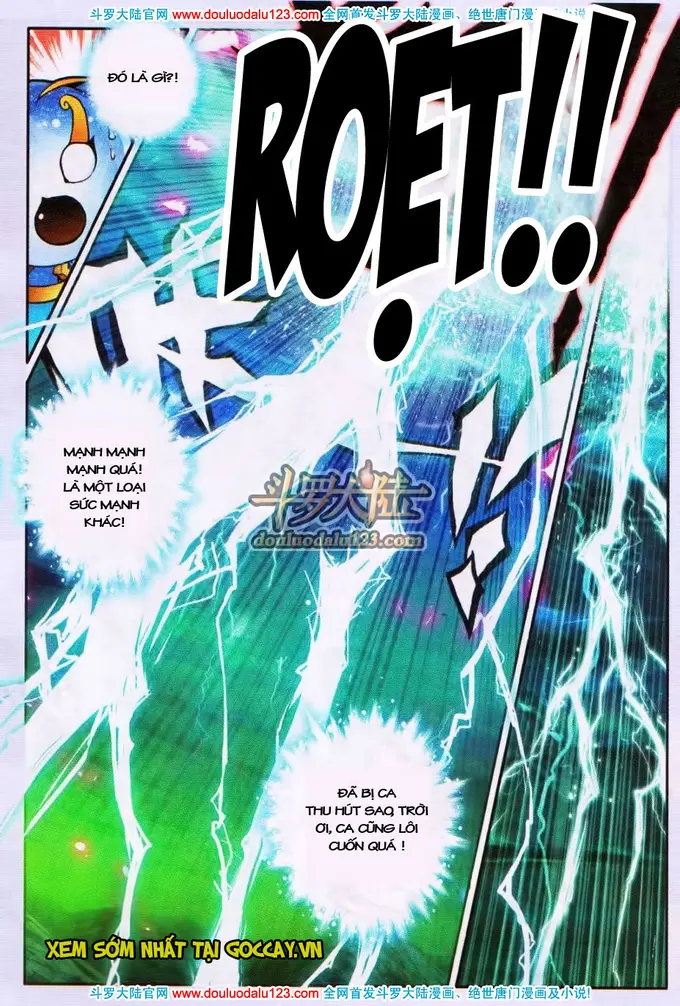 斗罗大陆官网 www.douluodalu123.com 全网首发斗罗大陆漫画、绝世唐门漫画及小说!
ĐÓ LÀ GÌ?!
ROẸT!!
MẠNH MẠNH
MẠNH QUÁ!
LÀ MỘT LOẠI
SỨC MẠNH
KHÁC!
斗罗大陆
douluodalu123.com
ĐÃ BỊ CA
THU HÚT SAO, TRỜI
ƠI, CA CŨNG LÔI
CUỐN QUÁ !
XEM SỚM NHẤT TẠI GOCCAY.VN
斗罗大陆官网 www.douluodalu123.com 全网首发斗罗大陆漫画、绝世唐门漫画及小说!